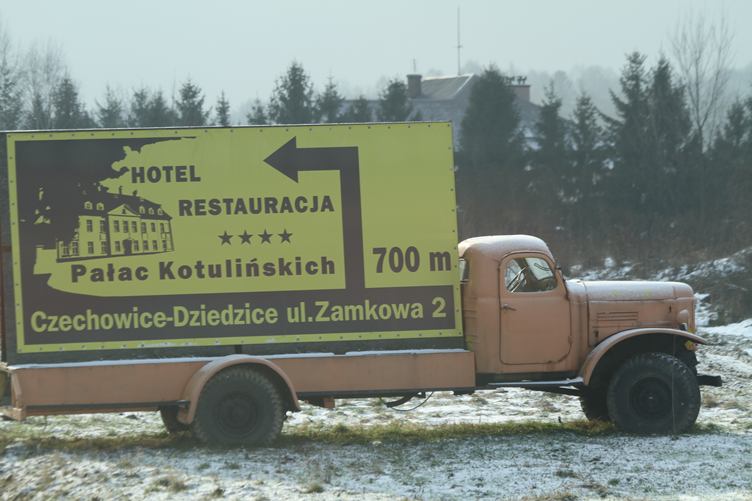 HOTEL
RESTAURACJA
★★★★
Pałac Kotulińskich
700 m
Czechowice-Dziedzice ul.Zamkowa 2